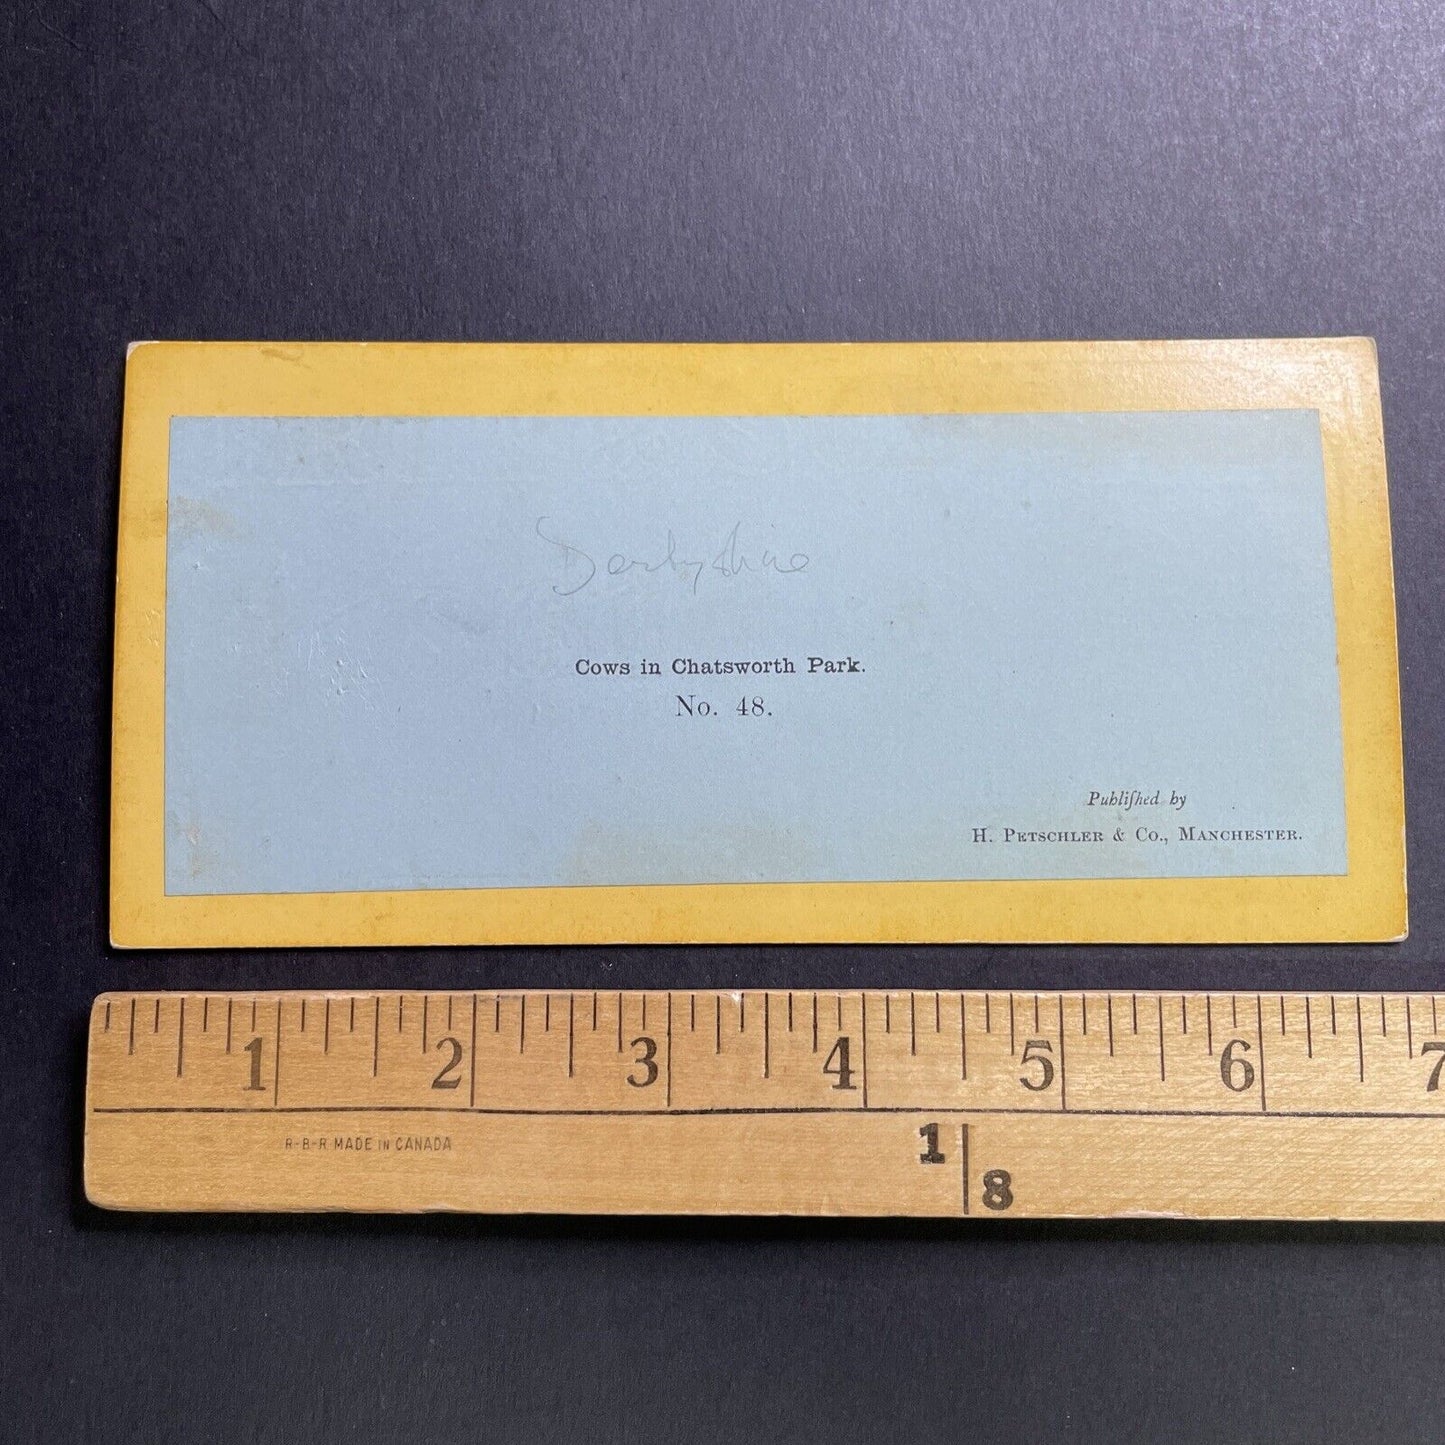 Derbyshire
Cows in Chatsworth Park.
No. 48.
Publiſhed by
H. PETSCHLER & CO., MANCHESTER.
1 2 3 4 5 6 7
R-B-R MADE IN CANADA
1
8